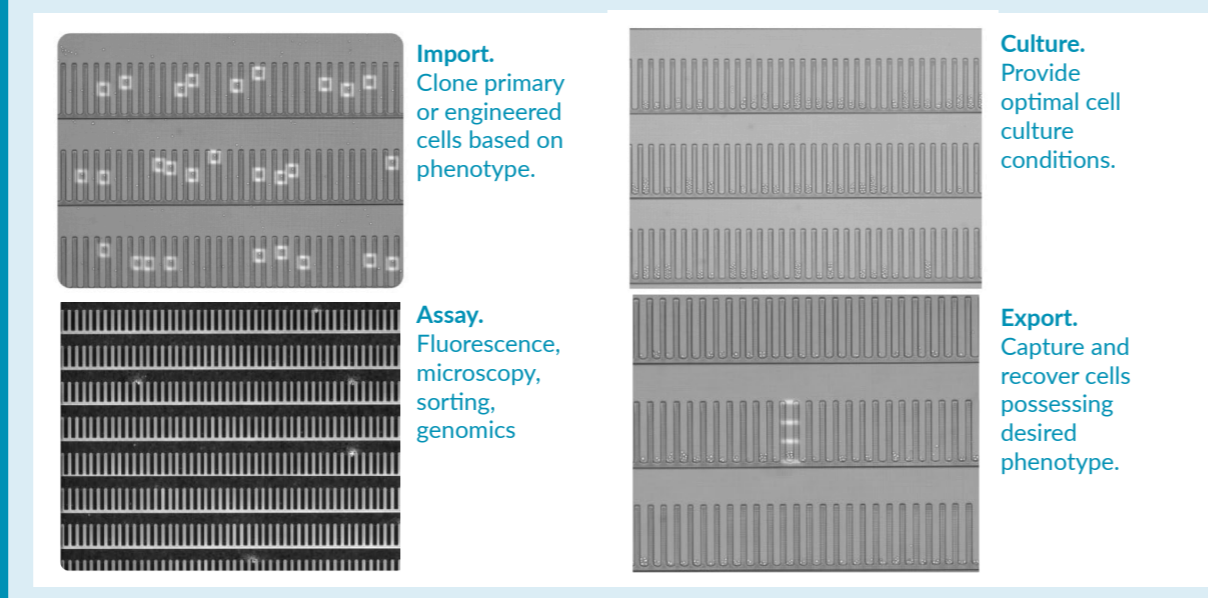 Import.
Clone primary
or engineered
cells based on
phenotype.
Culture.
Provide
optimal cell
culture
conditions.
Assay.
Fluorescence,
microscopy,
sorting,
genomics
Export.
Capture and
recover cells
possessing
desired
phenotype.